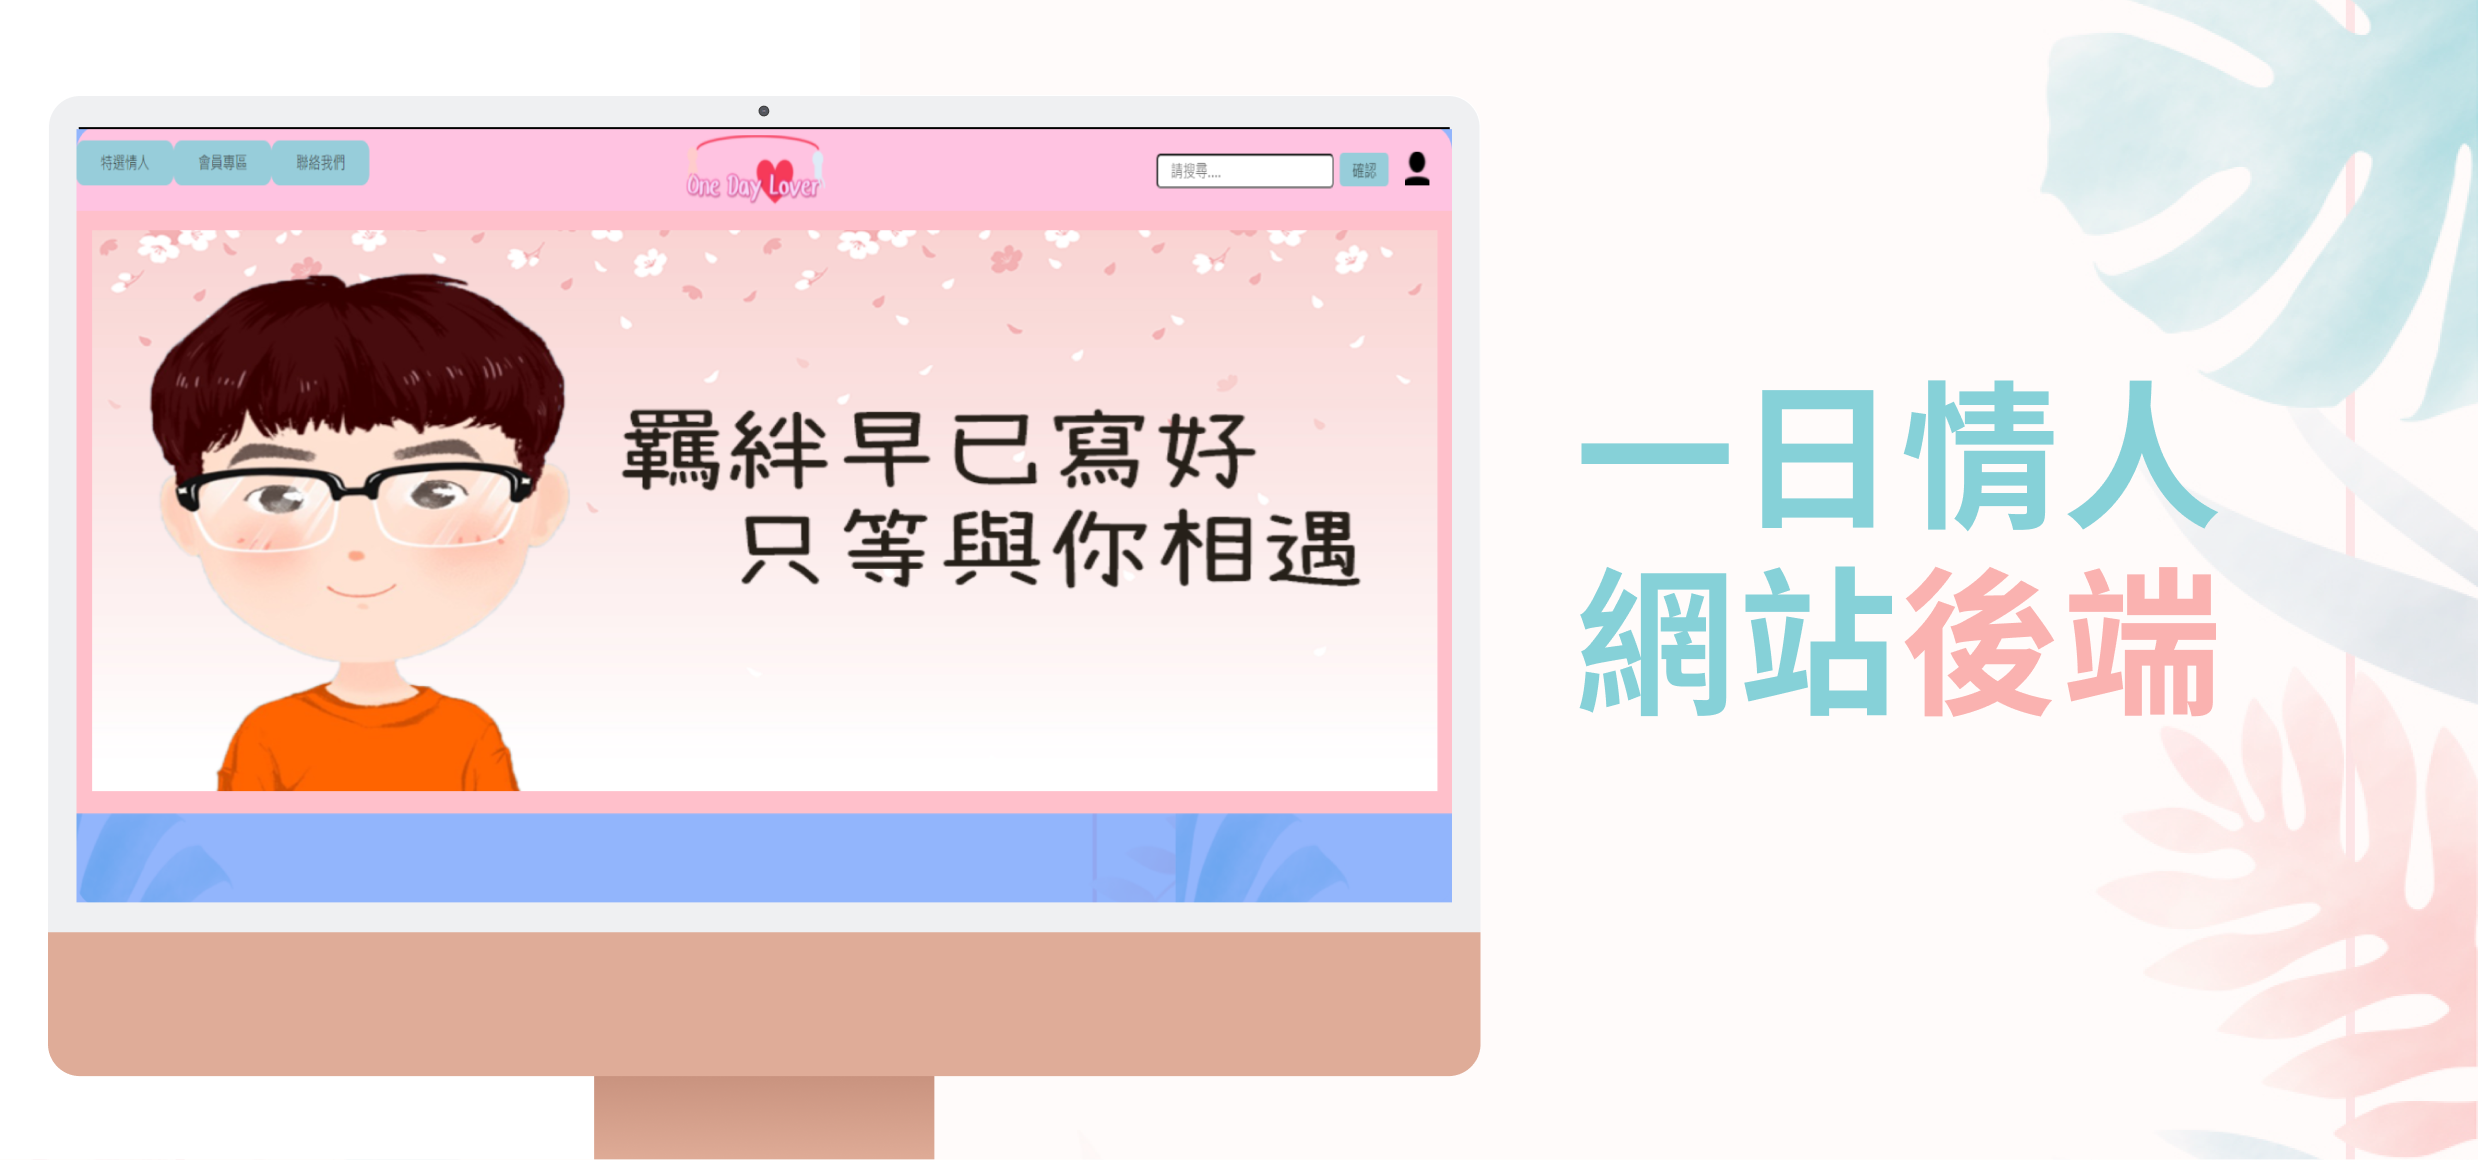 特選情人 會員專區 聯絡我們
One Day Lover
請搜尋.... 確認
羈絆早已寫好
只等與你相遇
一日情人
網站後端